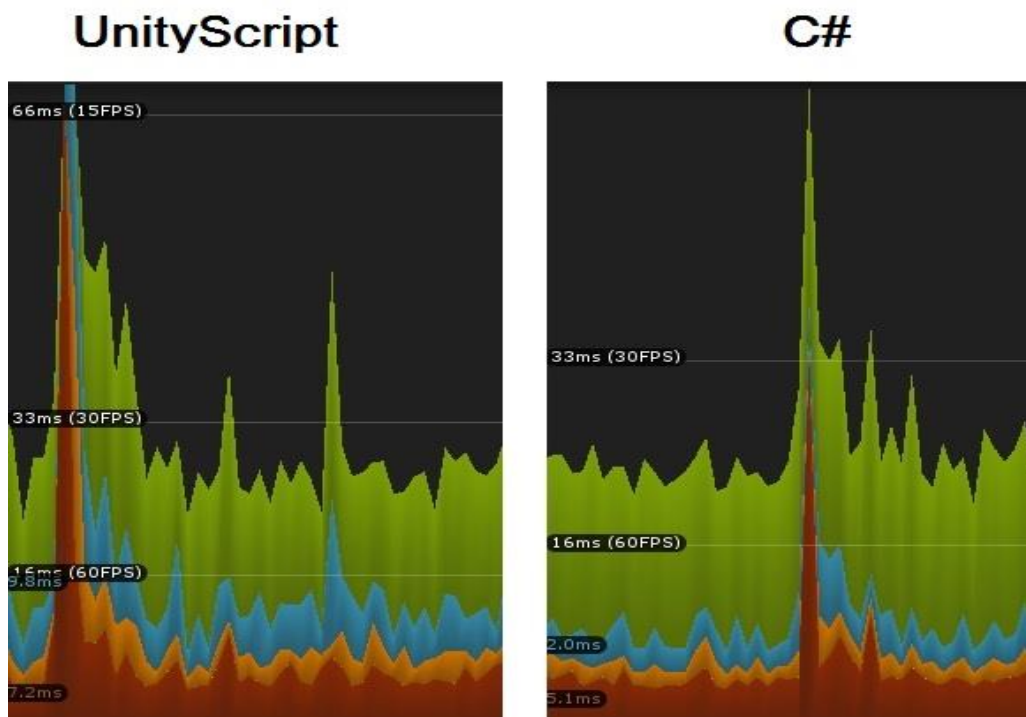 UnityScript
C#
66ms (15FPS)
33ms (30FPS)
16ms (60FPS)
9.8ms
7.2ms
33ms (30FPS)
16ms (60FPS)
2.0ms
5.1ms